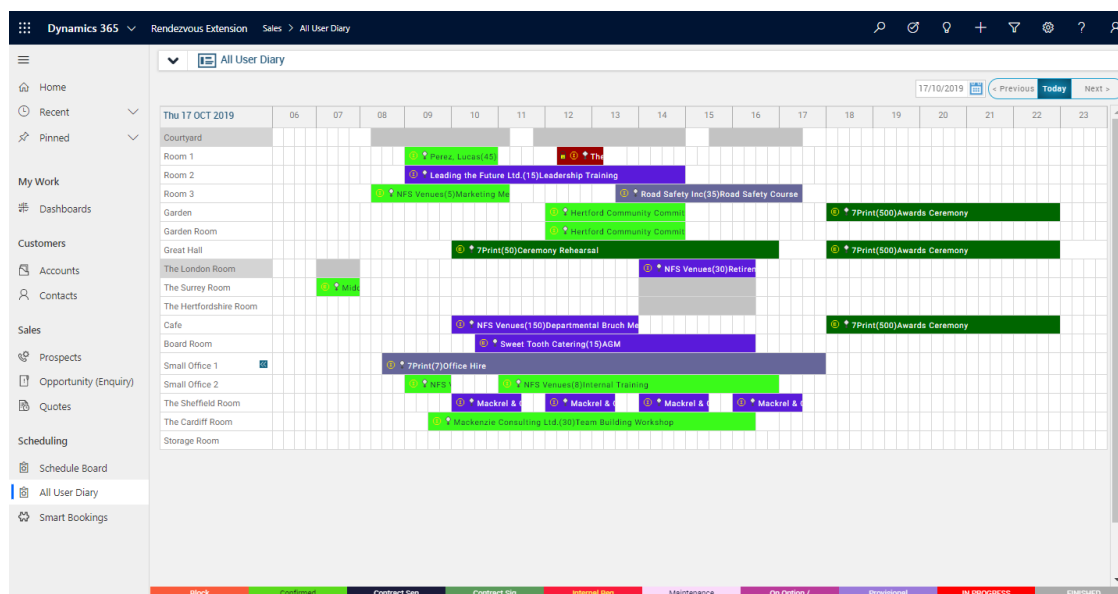 Dynamics 365 Rendezvous Extension Sales > All User Diary
All User Diary
Home
Recent
Pinned
My Work
Dashboards
Customers
Accounts
Contacts
Sales
Prospects
Opportunity (Enquiry)
Quotes
Scheduling
Schedule Board
All User Diary
Smart Bookings
17/10/2019 < Previous Today Next >
Thu 17 OCT 2019 06 07 08 09 10 11 12 13 14 15 16 17 18 19 20 21 22 23
Courtyard
Room 1 Perez, Lucas(45) The
Room 2 Leading the Future Ltd.(15)Leadership Training
Room 3 NFS Venues(5)Marketing Me Road Safety Inc(35)Road Safety Course
Garden Hertford Community Commit 7Print(500)Awards Ceremony
Garden Room Hertford Community Commit
Great Hall 7Print(50)Ceremony Rehearsal 7Print(500)Awards Ceremony
The London Room NFS Venues(30)Retiren
The Surrey Room Midd
The Hertfordshire Room
Cafe NFS Venues(150)Departmental Bruch Me 7Print(500)Awards Ceremony
Board Room Sweet Tooth Catering(15)AGM
Small Office 1 7Print(7)Office Hire
Small Office 2 NFS NFS Venues(8)Internal Training
The Sheffield Room Mackrel & Mackrel & Mackrel & Mackrel &
The Cardiff Room Mackenzie Consulting Ltd.(30)Team Building Workshop
Storage Room
Block Confirmed Contract Sen Contract Sig Internal Reg Maintenance On Option / Provisional IN PROGRESS FINISHED